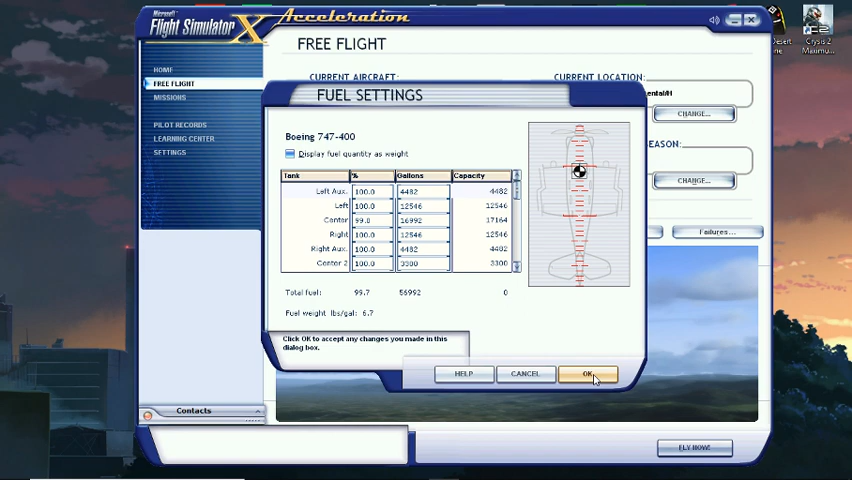 Microsoft
Flight Simulator X
Acceleration
FREE FLIGHT
HOME
FREE FLIGHT
MISSIONS
PILOT RECORDS
LEARNING CENTER
SETTINGS
CURRENT AIRCRAFT:
CURRENT LOCATION:
CHANGE...
CHANGE...
Failures...
FUEL SETTINGS
Boeing 747-400
Display fuel quantity as weight
Tank % Gallons Capacity
Left Aux. 100.0 4482 4482
Left 100.0 12546 12546
Center 99.0 16992 17164
Right 100.0 12546 12546
Right Aux. 100.0 4482 4482
Center 2 100.0 3300 3300
Total fuel: 99.7 56992 0
Fuel weight lbs/gal: 6.7
Click OK to accept any changes you made in this
dialog box.
HELP CANCEL OK
Contacts
FLY NOW!
Crysis 2
Maximu...